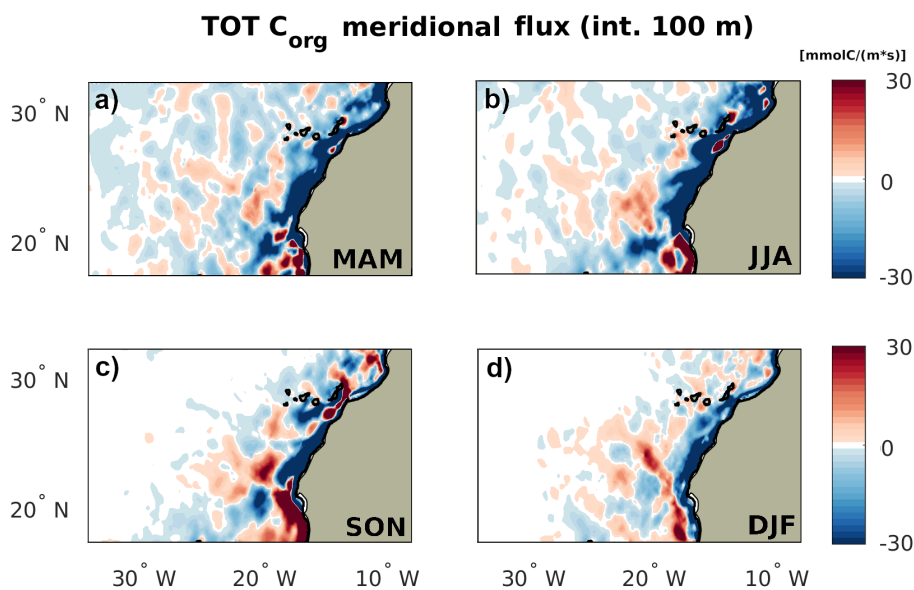 TOT Corg meridional flux (int. 100 m)
[mmolC/(m*s)]
a)
MAM
b)
JJA
30° N
20° N
30
0
-30
c)
SON
d)
DJF
30° N
20° N
30
0
-30
30° W
20° W
10° W
30° W
20° W
10° W